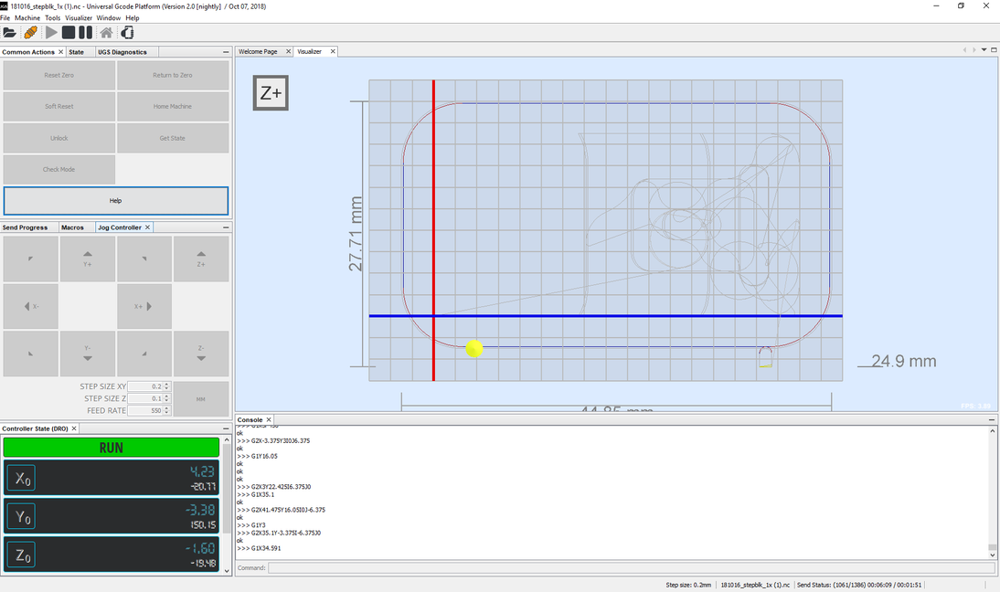 181016_stepblk_1x (1).nc - Universal Gcode Platform (Version 2.0 [nightly] / Oct 07, 2018)
File Machine Tools Visualizer Window Help
Common Actions State UGS Diagnostics
Reset Zero Return to Zero
Soft Reset Home Machine
Unlock Get State
Check Mode
Help
Send Progress Macros Jog Controller
Y+ Z+
X- X+
Y- Z-
STEP SIZE XY 0.2
STEP SIZE Z 0.1
FEED RATE 550
MM
Controller State (DRO)
RUN
X0 4.23
-20.77
Y0 -3.38
150.15
Z0 -1.60
-19.48
Welcome Page Visualizer
Z+
27.71 mm
24.9 mm
44.85 mm
Console
ok
>>> G2X-3.375Y3I0J6.375
ok
>>> G1Y16.05
ok
ok
ok
>>> G2X3Y22.425I6.375J0
>>> G1X35.1
ok
>>> G2X41.475Y16.05I0J-6.375
ok
>>> G1Y3
>>> G2X35.1Y-3.375I-6.375J0
ok
>>> G1X34.591
Command:
Step size: 0.2mm 181016_stepblk_1x (1).nc Send Status: (1061/1386) 00:06:09 / 00:01:51